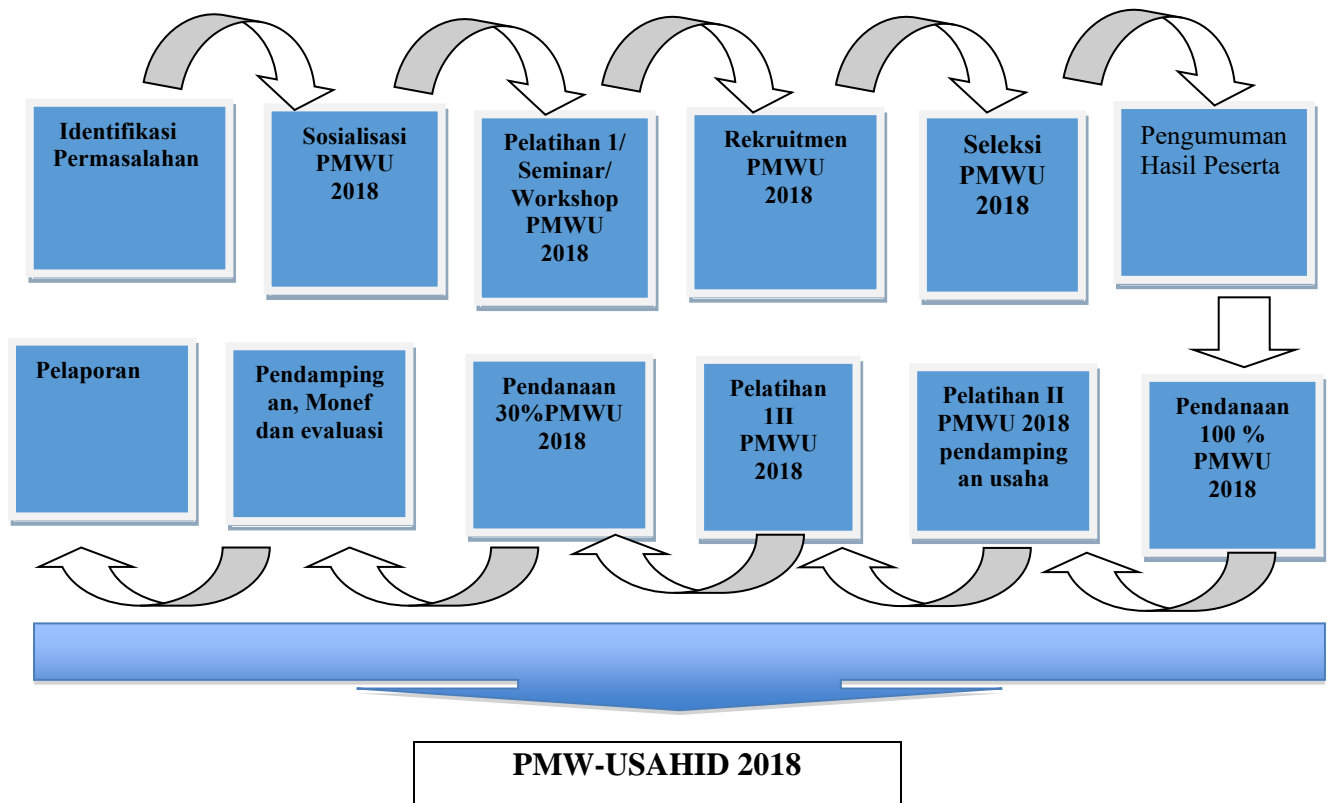 Identifikasi
Permasalahan
Sosialisasi
PMWU
2018
Pelatihan 1/
Seminar/
Workshop
PMWU
2018
Rekruitmen
PMWU
2018
Seleksi
PMWU
2018
Pengumuman
Hasil Peserta
Pendanaan
100 %
PMWU
2018
Pelatihan II
PMWU 2018
pendamping
an usaha
Pelatihan
1II
PMWU
2018
Pendanaan
30%PMWU
2018
Pendamping
an, Monef
dan evaluasi
Pelaporan
PMW-USAHID 2018